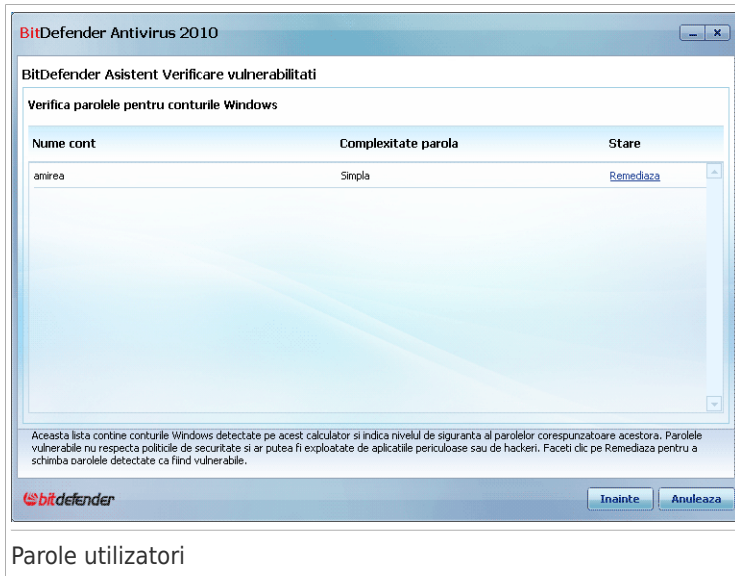 BitDefender Antivirus 2010
BitDefender Asistent Verificare vulnerabilitati
Verifica parolele pentru conturile Windows
Nume cont Complexitate parola Stare
amirea Simpla Remediaza
Aceasta lista contine conturile Windows detectate pe acest calculator si indica nivelul de siguranta al parolelor corespunzatoare acestora. Parolele
vulnerabile nu respecta politicile de securitate si ar putea fi exploatate de aplicatiile periculoase sau de hackeri. Faceti clic pe Remediaza pentru a
schimba parolele detectate ca fiind vulnerabile.
bitdefender Inainte Anuleaza
Parole utilizatori